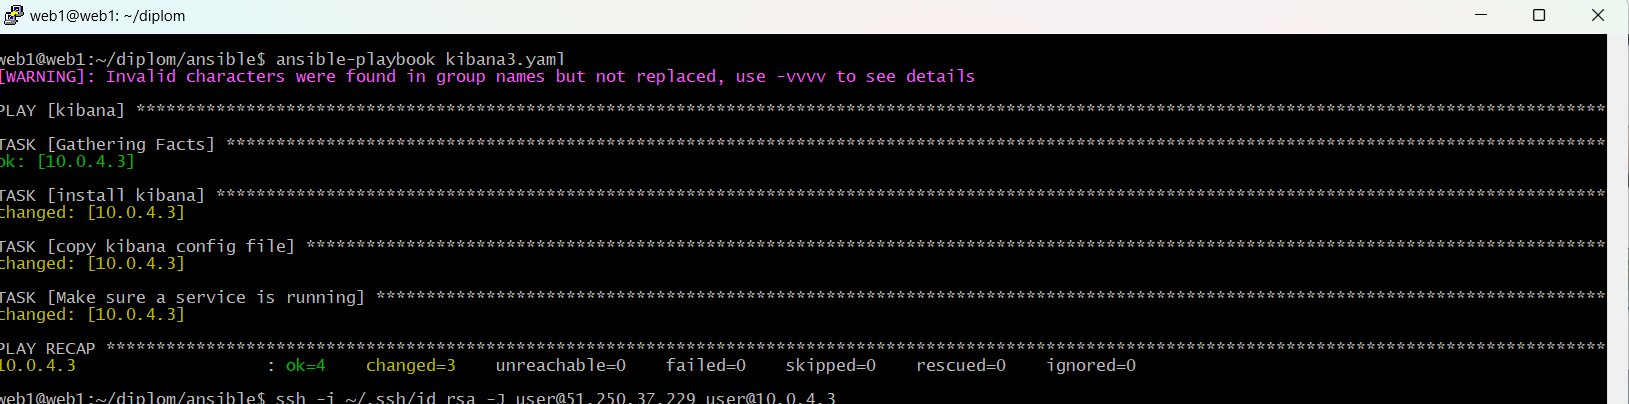 web1@web1: ~/diplom
web1@web1:~/diplom/ansible$ ansible-playbook kibana3.yaml
[WARNING]: Invalid characters were found in group names but not replaced, use -vvvv to see details
PLAY [kibana] ***************************************************************************************************************************************************
TASK [Gathering Facts] ******************************************************************************************************************************************
ok: [10.0.4.3]
TASK [install kibana] *******************************************************************************************************************************************
changed: [10.0.4.3]
TASK [copy kibana config file] **********************************************************************************************************************************
changed: [10.0.4.3]
TASK [Make sure a service is running] ***************************************************************************************************************************
changed: [10.0.4.3]
PLAY RECAP ******************************************************************************************************************************************************
10.0.4.3                   : ok=4    changed=3    unreachable=0    failed=0    skipped=0    rescued=0    ignored=0
web1@web1:~/diplom/ansible$ ssh -i ~/.ssh/id_rsa -J user@51.250.37.229 user@10.0.4.3